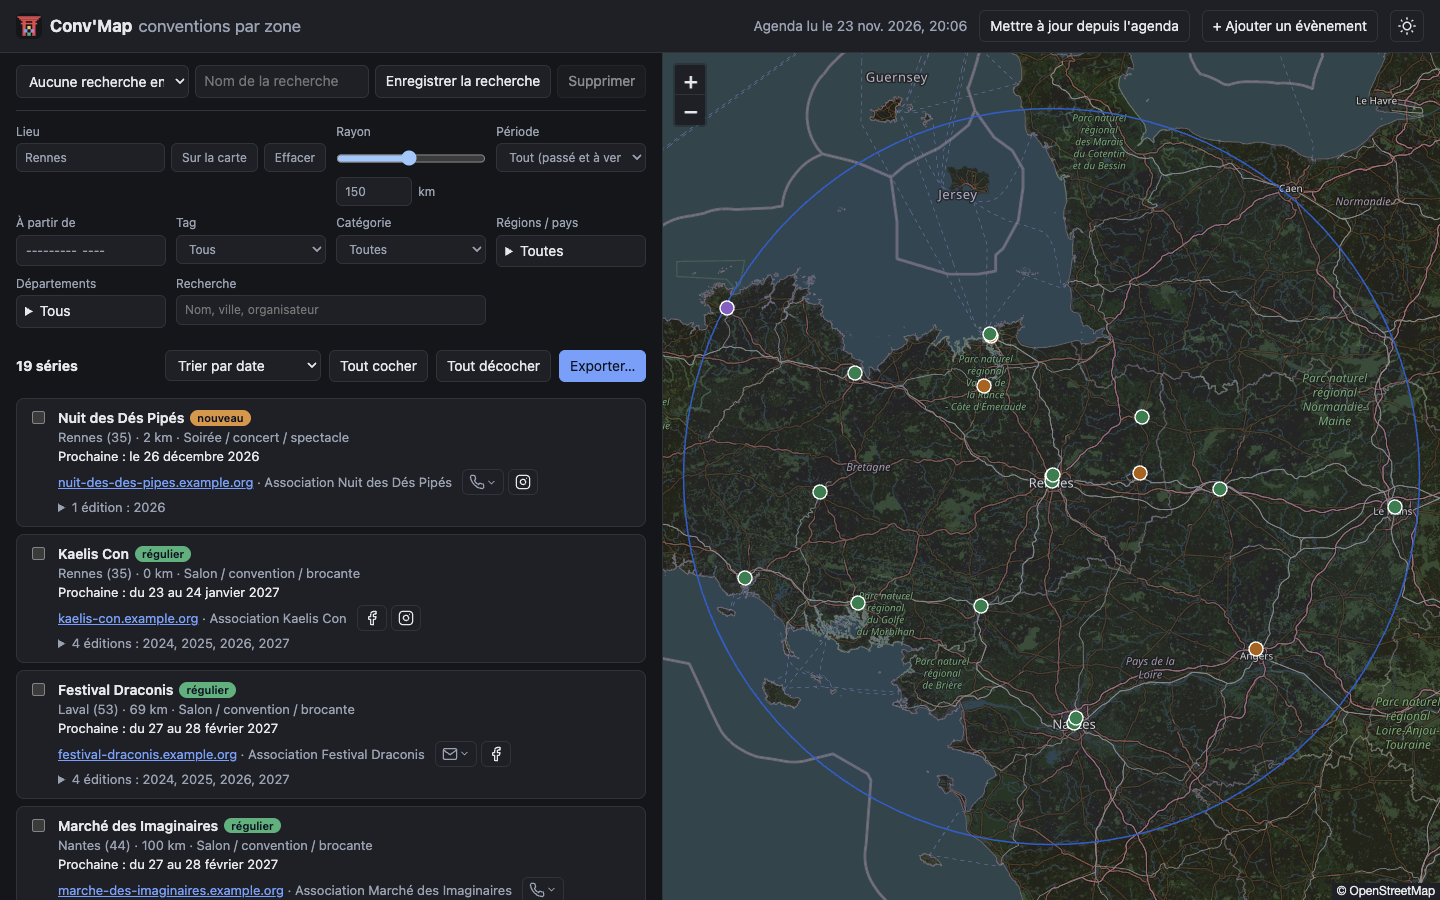 Conv'Map conventions par zone
Agenda lu le 23 nov. 2026, 20:06
Mettre à jour depuis l'agenda
+ Ajouter un évènement
Aucune recherche en
Nom de la recherche
Enregistrer la recherche
Supprimer
Lieu
Rayon
Période
Rennes
Sur la carte
Effacer
Tout (passé et à ver
150 km
À partir de
Tag
Catégorie
Régions / pays
--------- ----
Tous
Toutes
Toutes
Départements
Recherche
Tous
Nom, ville, organisateur
19 séries
Trier par date
Tout cocher
Tout décocher
Exporter...
Nuit des Dés Pipés nouveau
Rennes (35) · 2 km · Soirée / concert / spectacle
Prochaine : le 26 décembre 2026
nuit-des-des-pipes.example.org · Association Nuit des Dés Pipés
1 édition : 2026
Kaelis Con régulier
Rennes (35) · 0 km · Salon / convention / brocante
Prochaine : du 23 au 24 janvier 2027
kaelis-con.example.org · Association Kaelis Con
4 éditions : 2024, 2025, 2026, 2027
Festival Draconis régulier
Laval (53) · 69 km · Salon / convention / brocante
Prochaine : du 27 au 28 février 2027
festival-draconis.example.org · Association Festival Draconis
4 éditions : 2024, 2025, 2026, 2027
Marché des Imaginaires régulier
Nantes (44) · 100 km · Salon / convention / brocante
Prochaine : du 27 au 28 février 2027
marche-des-imaginaires.example.org · Association Marché des Imaginaires
+
−
Guernsey
Le Havre
Parc naturel
régional
des Marais
du Cotentin
et du Bessin
Jersey
Caen
Normandie
Parc naturel
régional
de
la Rance
- Côte d'Émeraude
Parc naturel
régional
Normandie-
Maine
Bretagne
Le
Parc naturel
régional
du Golfe
du Morbihan
Parc naturel
régional
de Brière
Pays de la
Loire
Angers
Parc naturel
régional
Loire-Anjou-
Touraine
© OpenStreetMap